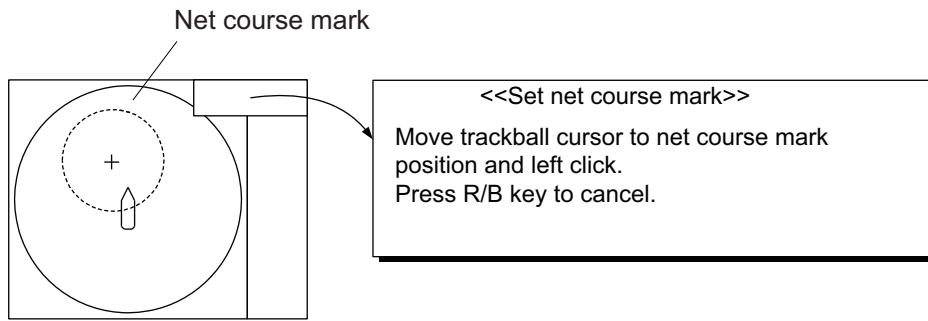 Net course mark
<<Set net course mark>>
Move trackball cursor to net course mark
position and left click.
Press R/B key to cancel.